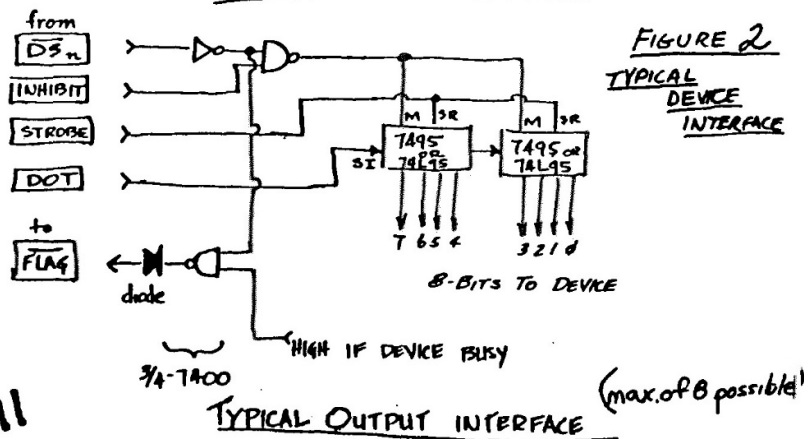 from
DSn
INHIBIT
STROBE
DOT
to
FLAG
diode
3/4-7400
FIGURE 2
TYPICAL
DEVICE
INTERFACE
M SR
7495
OR
74L95
SI
M SR
7495 OR
74L95
7 6 5 4
3 2 1 0
8-BITS TO DEVICE
HIGH IF DEVICE BUSY
(max. of 8 possible)
TYPICAL OUTPUT INTERFACE